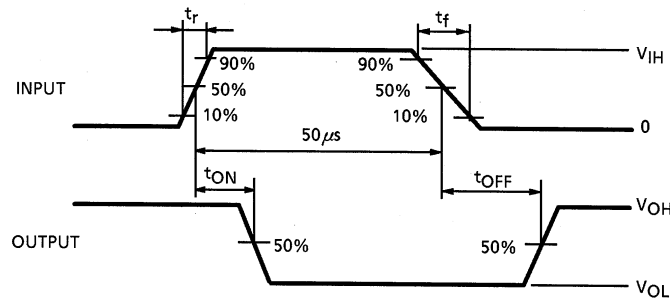 tr
tf
VIH
90%
90%
INPUT
50%
50%
10%
10%
0
50μs
tON
tOFF
VOH
OUTPUT
50%
50%
VOL